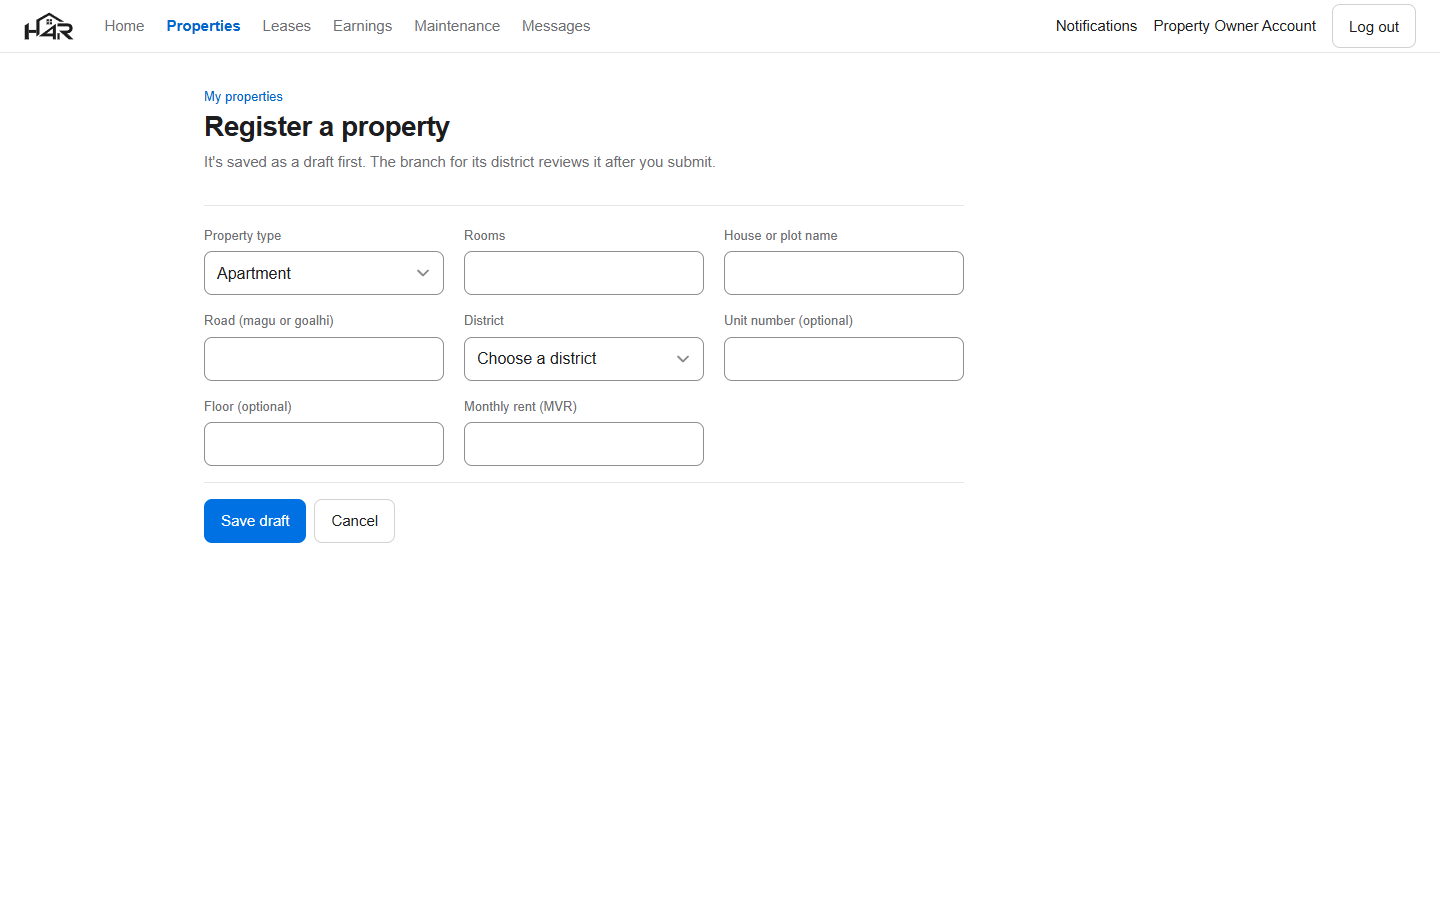 H4R
Home
Properties
Leases
Earnings
Maintenance
Messages
Notifications
Property Owner Account
Log out
My properties
Register a property
It's saved as a draft first. The branch for its district reviews it after you submit.
Property type
Rooms
House or plot name
Apartment
Road (magu or goalhi)
District
Unit number (optional)
Choose a district
Floor (optional)
Monthly rent (MVR)
Save draft
Cancel